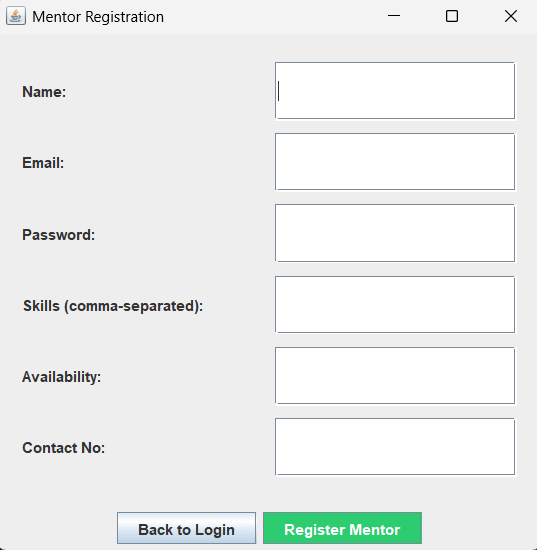 Mentor Registration
Name:
Email:
Password:
Skills (comma-separated):
Availability:
Contact No:
Back to Login Register Mentor